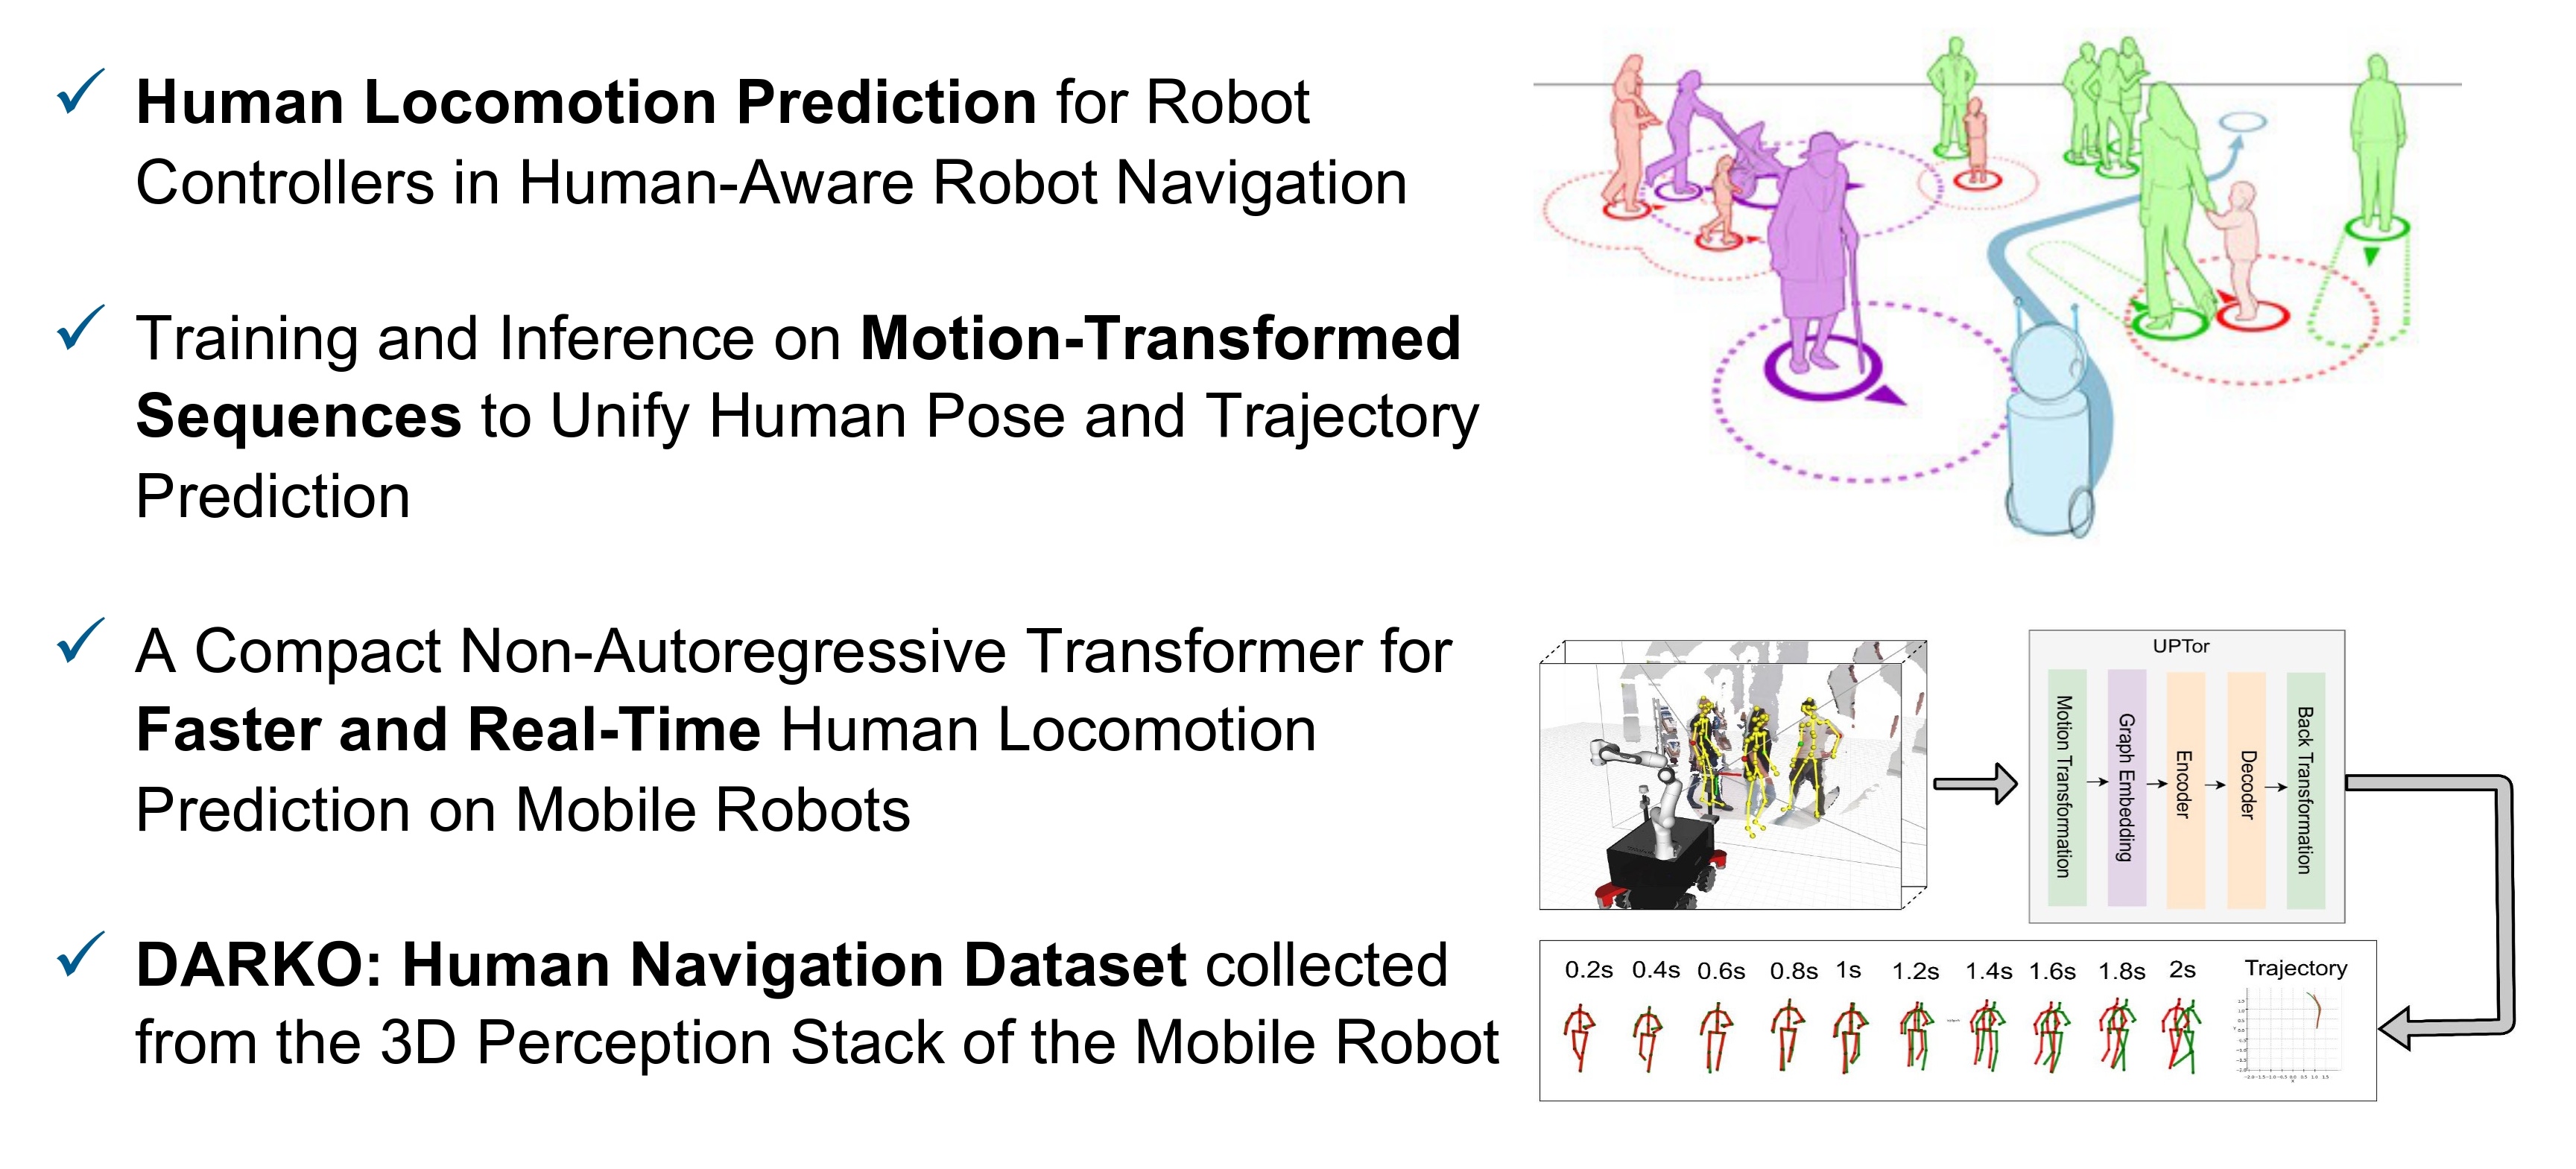 Human Locomotion Prediction for Robot
Controllers in Human-Aware Robot Navigation
Training and Inference on Motion-Transformed
Sequences to Unify Human Pose and Trajectory
Prediction
A Compact Non-Autoregressive Transformer for
Faster and Real-Time Human Locomotion
Prediction on Mobile Robots
DARKO: Human Navigation Dataset collected
from the 3D Perception Stack of the Mobile Robot
UPTor
Motion Transformation
Graph Embedding
Encoder
Decoder
Back Transformation
0.2s 0.4s 0.6s 0.8s 1s 1.2s 1.4s 1.6s 1.8s 2s Trajectory